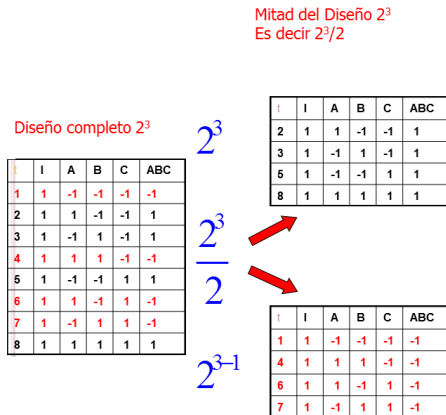 Mitad del Diseño 2³
Es decir 2³/2
Diseño completo 2³
2³
t I A B C ABC
1 1 -1 -1 -1 -1
2 1 1 -1 -1 1
3 1 -1 1 -1 1
4 1 1 1 -1 -1
5 1 -1 -1 1 1
6 1 1 -1 1 -1
7 1 -1 1 1 -1
8 1 1 1 1 1
2³
2
2³⁻¹
t I A B C ABC
2 1 1 -1 -1 1
3 1 -1 1 -1 1
5 1 -1 -1 1 1
8 1 1 1 1 1
t I A B C ABC
1 1 -1 -1 -1 -1
4 1 1 1 -1 -1
6 1 1 -1 1 -1
7 1 -1 1 1 -1